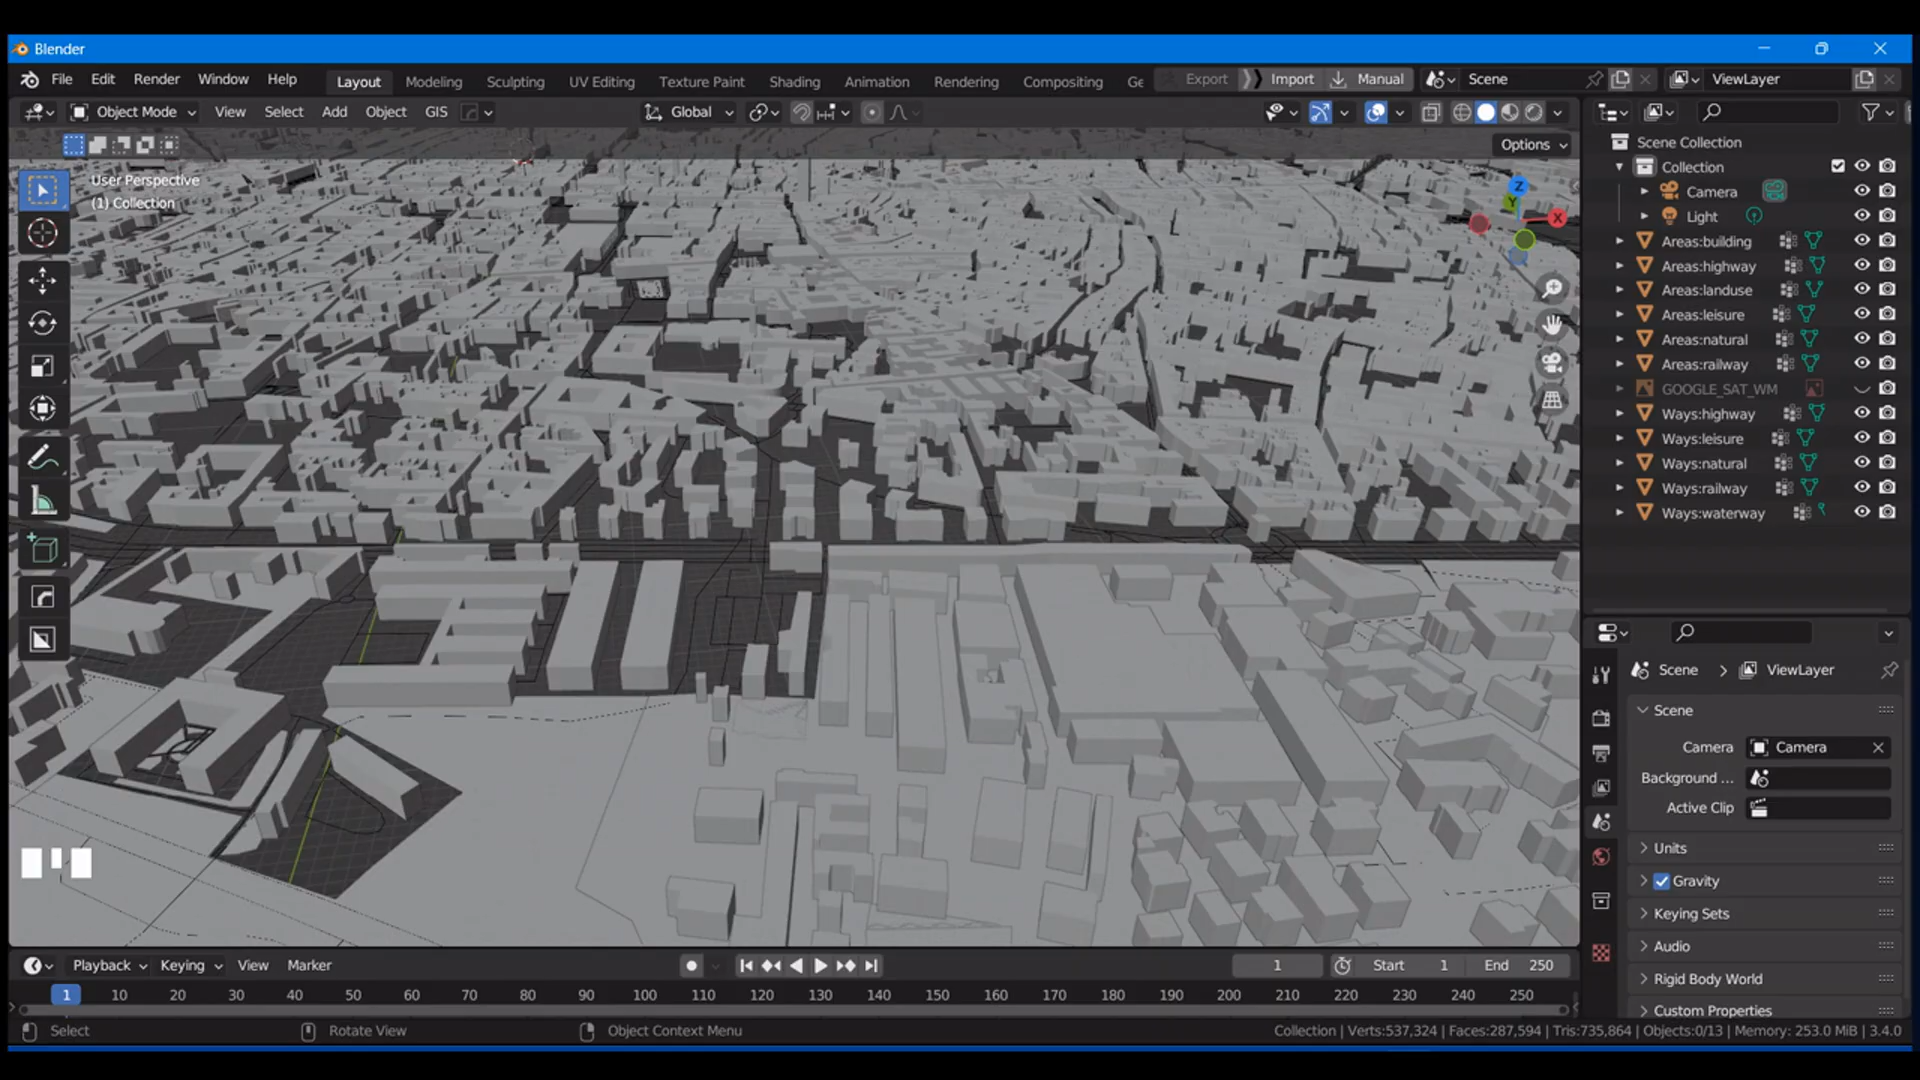 Blender
File Edit Render Window Help Layout Modeling Sculpting UV Editing Texture Paint Shading Animation Rendering Compositing Ge Export Import Manual Scene ViewLayer
Object Mode View Select Add Object GIS Global
Options
User Perspective
(1) Collection
Z
Y
X
Scene Collection
Collection
Camera
Light
Areas:building
Areas:highway
Areas:landuse
Areas:leisure
Areas:natural
Areas:railway
GOOGLE_SAT_WM
Ways:highway
Ways:leisure
Ways:natural
Ways:railway
Ways:waterway
Scene > ViewLayer
Scene
Camera Camera
Background ...
Active Clip
Units
Gravity
Keying Sets
Audio
Rigid Body World
Custom Properties
Playback Keying View Marker 1 Start 1 End 250
1 10 20 30 40 50 60 70 80 90 100 110 120 130 140 150 160 170 180 190 200 210 220 230 240 250
Select Rotate View Object Context Menu Collection | Verts:537,324 | Faces:287,594 | Tris:735,864 | Objects:0/13 | Memory: 253.0 MiB | 3.4.0